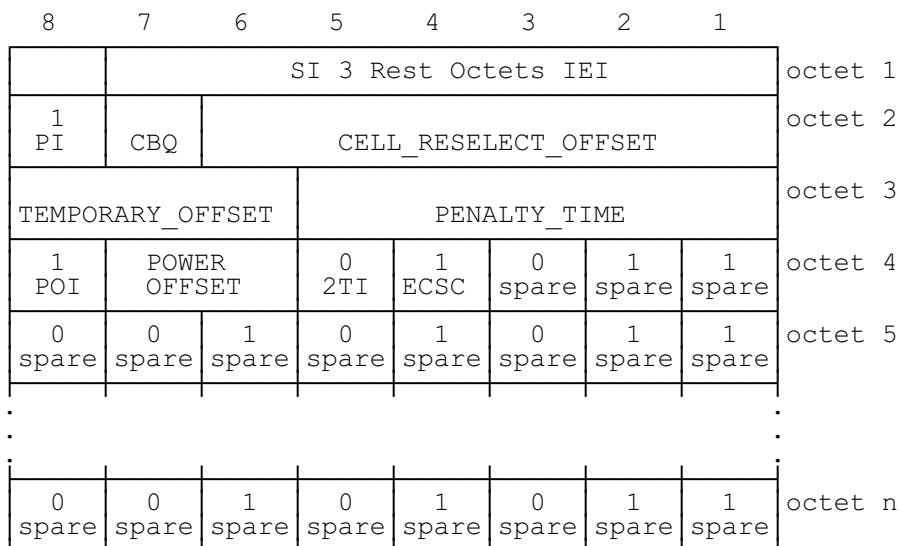 8 7 6 5 4 3 2 1
SI 3 Rest Octets IEI octet 1
1 octet 2
PI CBQ CELL_RESELECT_OFFSET
octet 3
TEMPORARY_OFFSET PENALTY_TIME
1 POWER 0 1 0 1 1 octet 4
POI OFFSET 2TI ECSC spare spare spare
0 0 1 0 1 0 1 1 octet 5
spare spare spare spare spare spare spare spare
: :
: :
0 0 1 0 1 0 1 1 octet n
spare spare spare spare spare spare spare spare